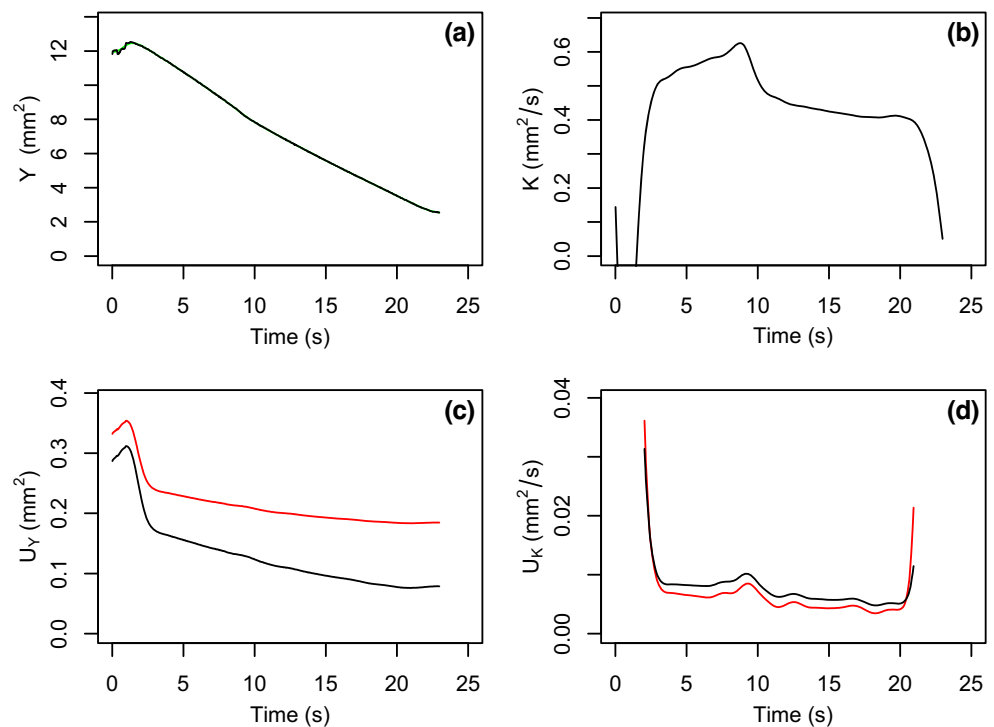 (a)
Y (mm²)
0 2 4 6 8 12
0 5 10 15 20 25
Time (s)
(b)
K (mm²/s)
0.0 0.2 0.4 0.6
0 5 10 15 20 25
Time (s)
(c)
U_Y (mm²)
0.0 0.1 0.2 0.3 0.4
0 5 10 15 20 25
Time (s)
(d)
U_K (mm²/s)
0.00 0.02 0.04
0 5 10 15 20 25
Time (s)